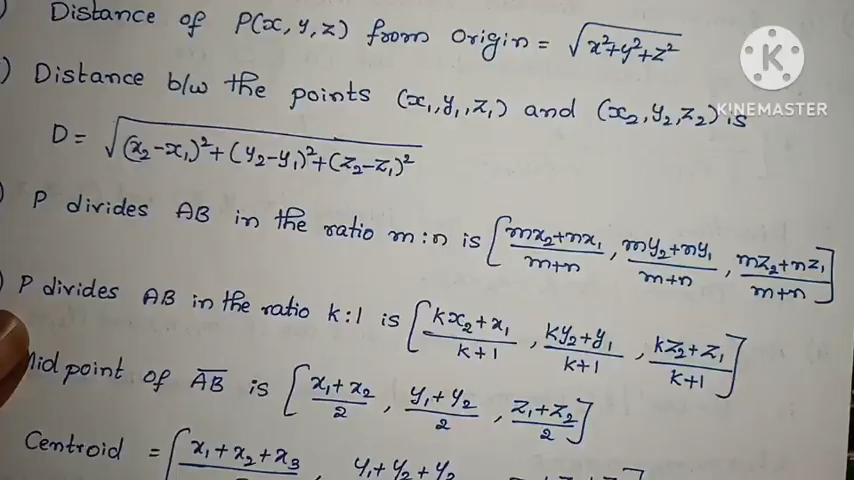 ) Distance of P(x, y, z) from Origin = √(x²+y²+z²)
) Distance b/w the points (x₁, y₁, z₁) and (x₂, y₂, z₂) is
D = √((x₂-x₁)²+(y₂-y₁)²+(z₂-z₁)²)
) P divides AB in the ratio m:n is [(mx₂+nx₁)/(m+n), (my₂+ny₁)/(m+n), (mz₂+nz₁)/(m+n)]
) P divides AB in the ratio k:1 is [(kx₂+x₁)/(k+1), (ky₂+y₁)/(k+1), (kz₂+z₁)/(k+1)]
Mid point of A̅B̅ is [(x₁+x₂)/2, (y₁+y₂)/2, (z₁+z₂)/2]
Centroid = [x₁+x₂+x₃, y₁+y₂+y₃
KINEMASTER